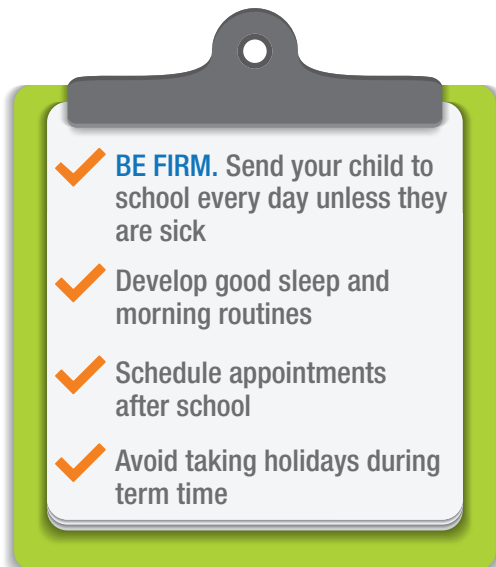 BE FIRM. Send your child to
school every day unless they
are sick
Develop good sleep and
morning routines
Schedule appointments
after school
Avoid taking holidays during
term time